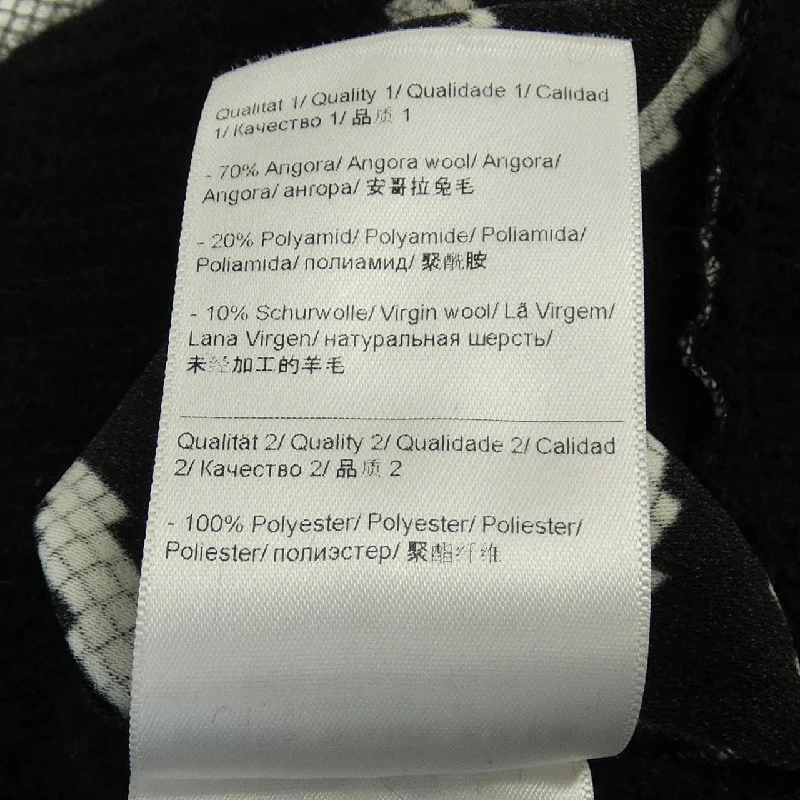 Qualität 1/ Quality 1/ Qualidade 1/ Calidad
1/ Качество 1/ 品质 1
- 70% Angora/ Angora wool/ Angora/
Angora/ ангора/ 安哥拉兔毛
- 20% Polyamid/ Polyamide/ Poliamida/
Poliamida/ полиамид/ 聚酰胺
- 10% Schurwolle/ Virgin wool/ Lã Virgem/
Lana Virgen/ натуральная шерсть/
未经加工的羊毛
Qualität 2/ Quality 2/ Qualidade 2/ Calidad
2/ Качество 2/ 品质 2
- 100% Polyester/ Polyester/ Poliester/
Poliester/ полиэстер/ 聚酯纤维